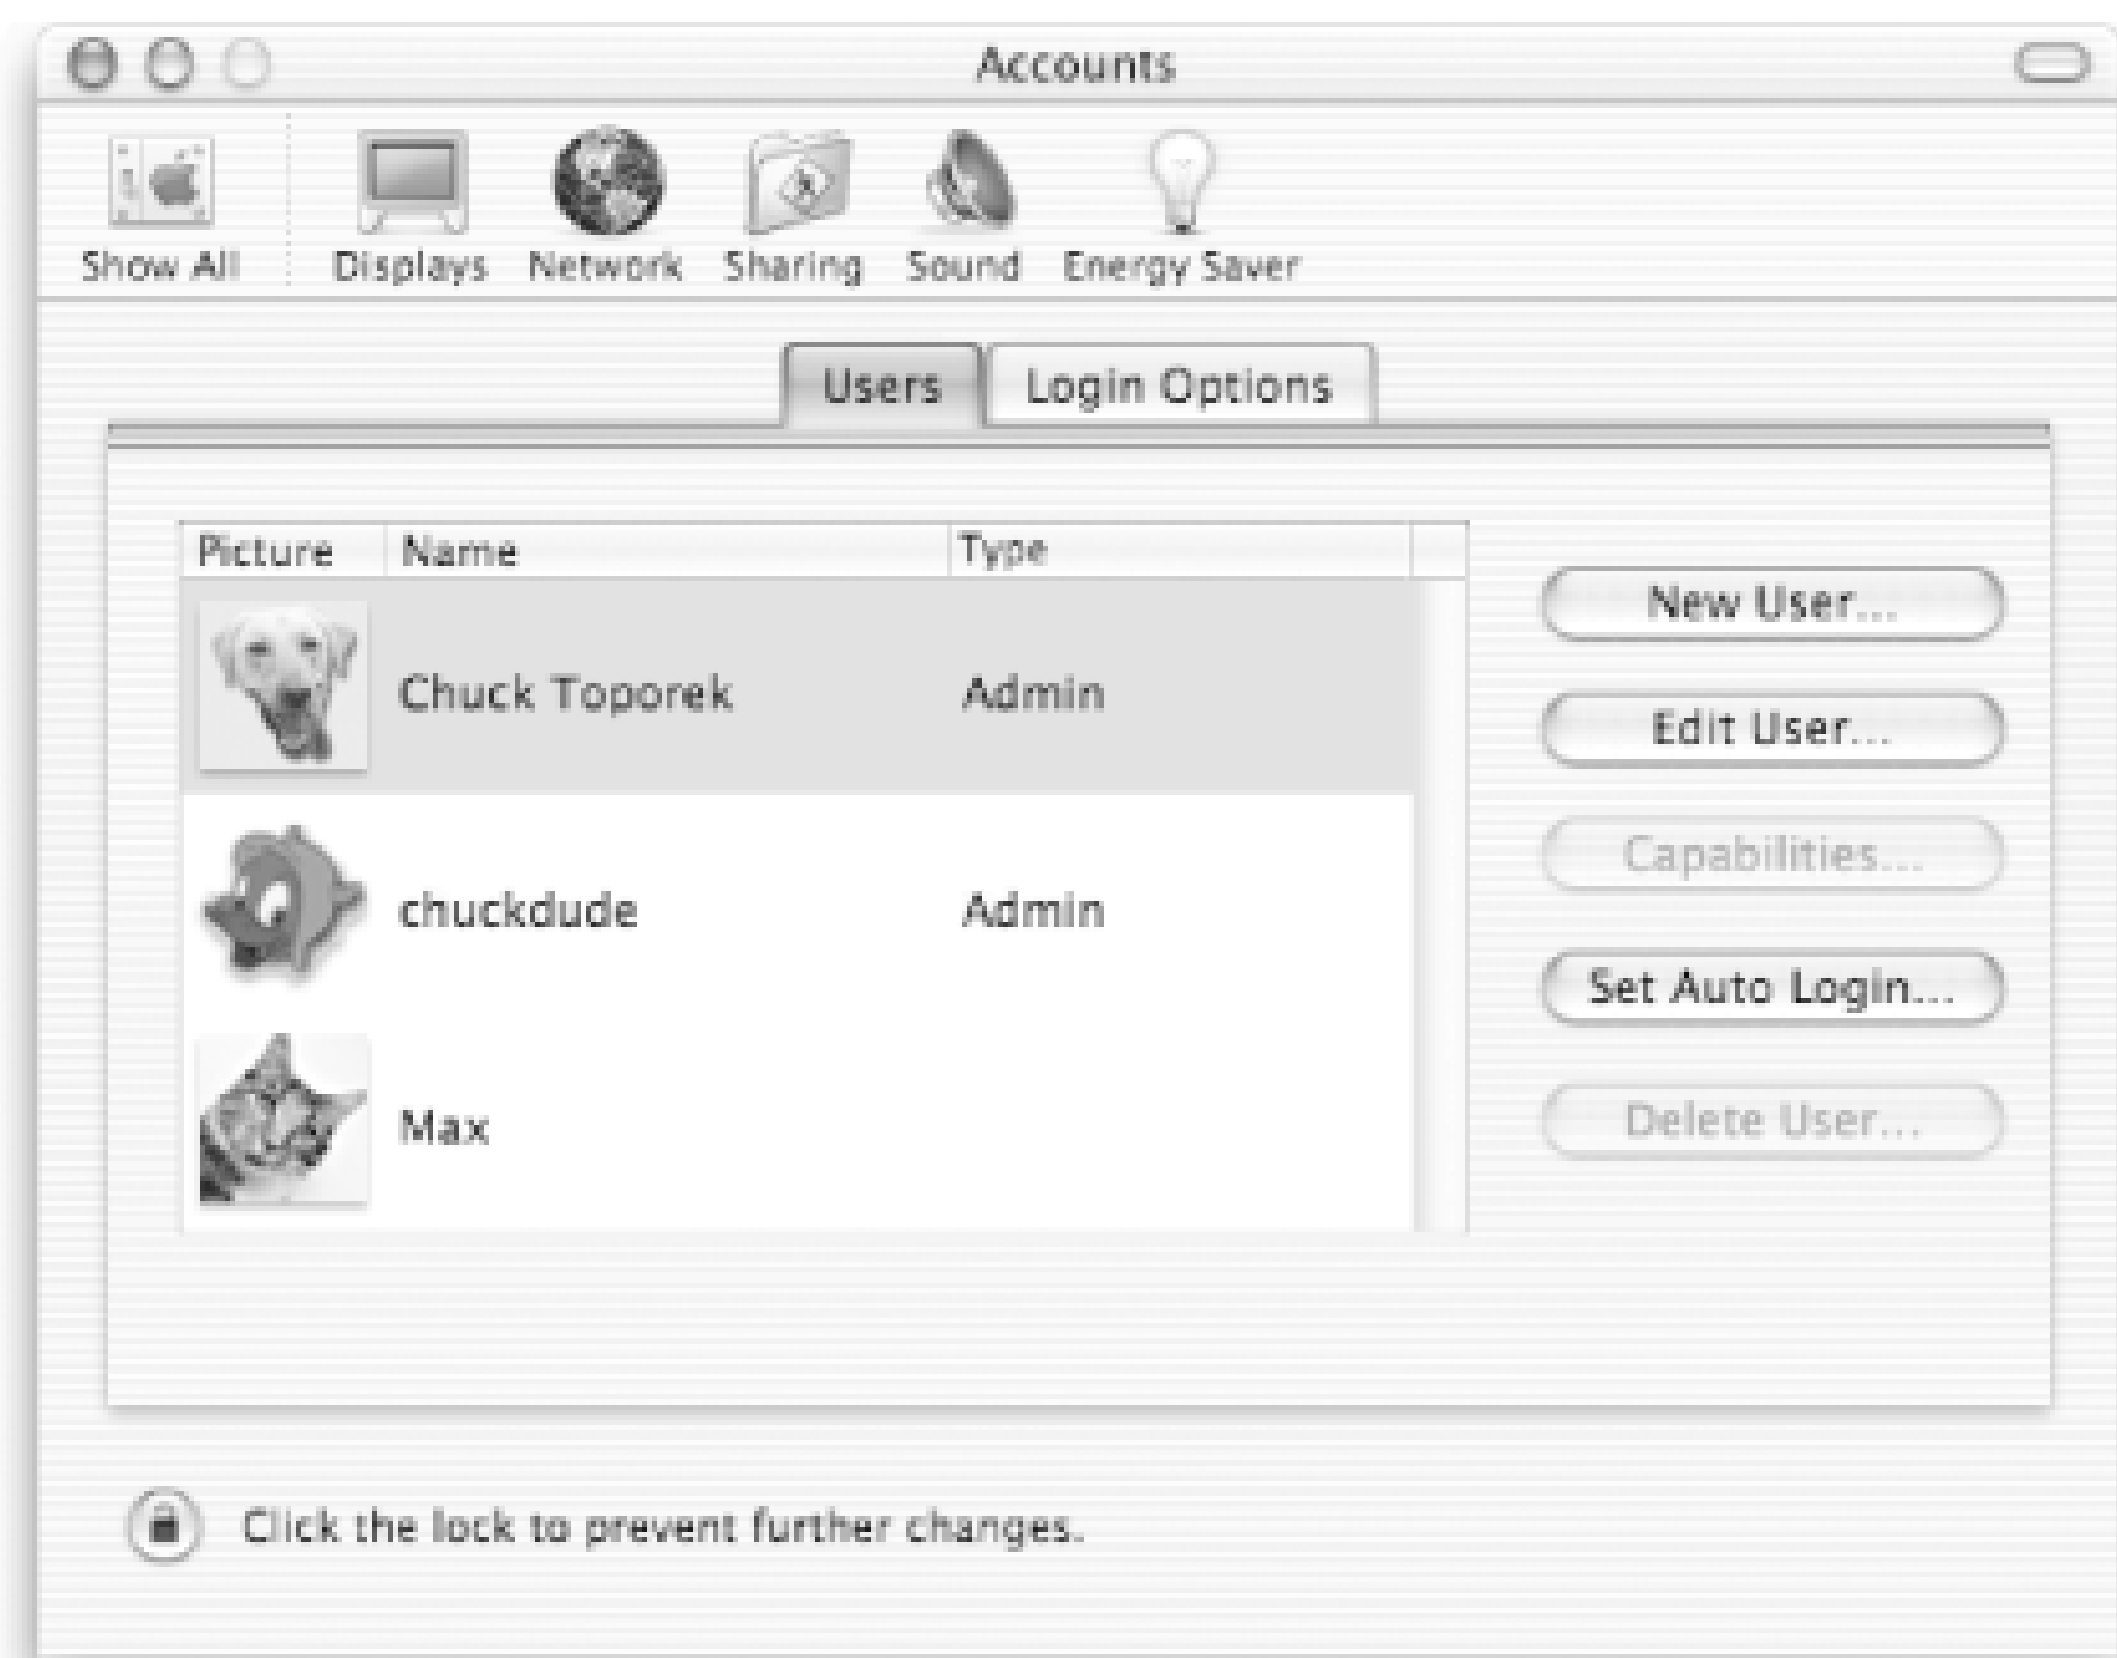 Accounts
Show All Displays Network Sharing Sound Energy Saver
Users Login Options
Picture Name Type
Chuck Toporek Admin
chuckdude Admin
Max
New User...
Edit User...
Capabilities...
Set Auto Login...
Delete User...
Click the lock to prevent further changes.